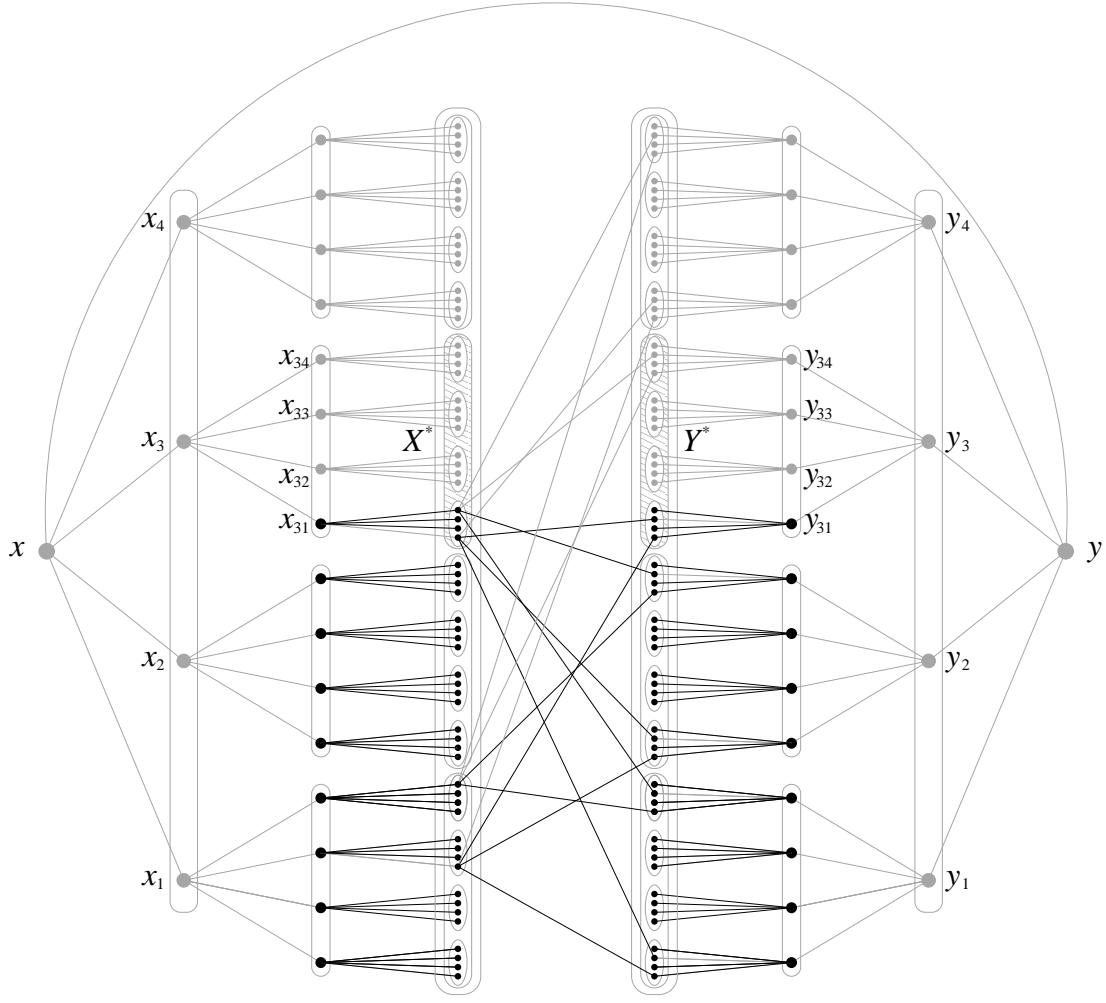 x₄ y₄
x₃₄ y₃₄
x₃₃ y₃₃
x₃ X* Y* y₃
x₃₂ y₃₂
x₃₁ y₃₁
x y
x₂ y₂
x₁ y₁